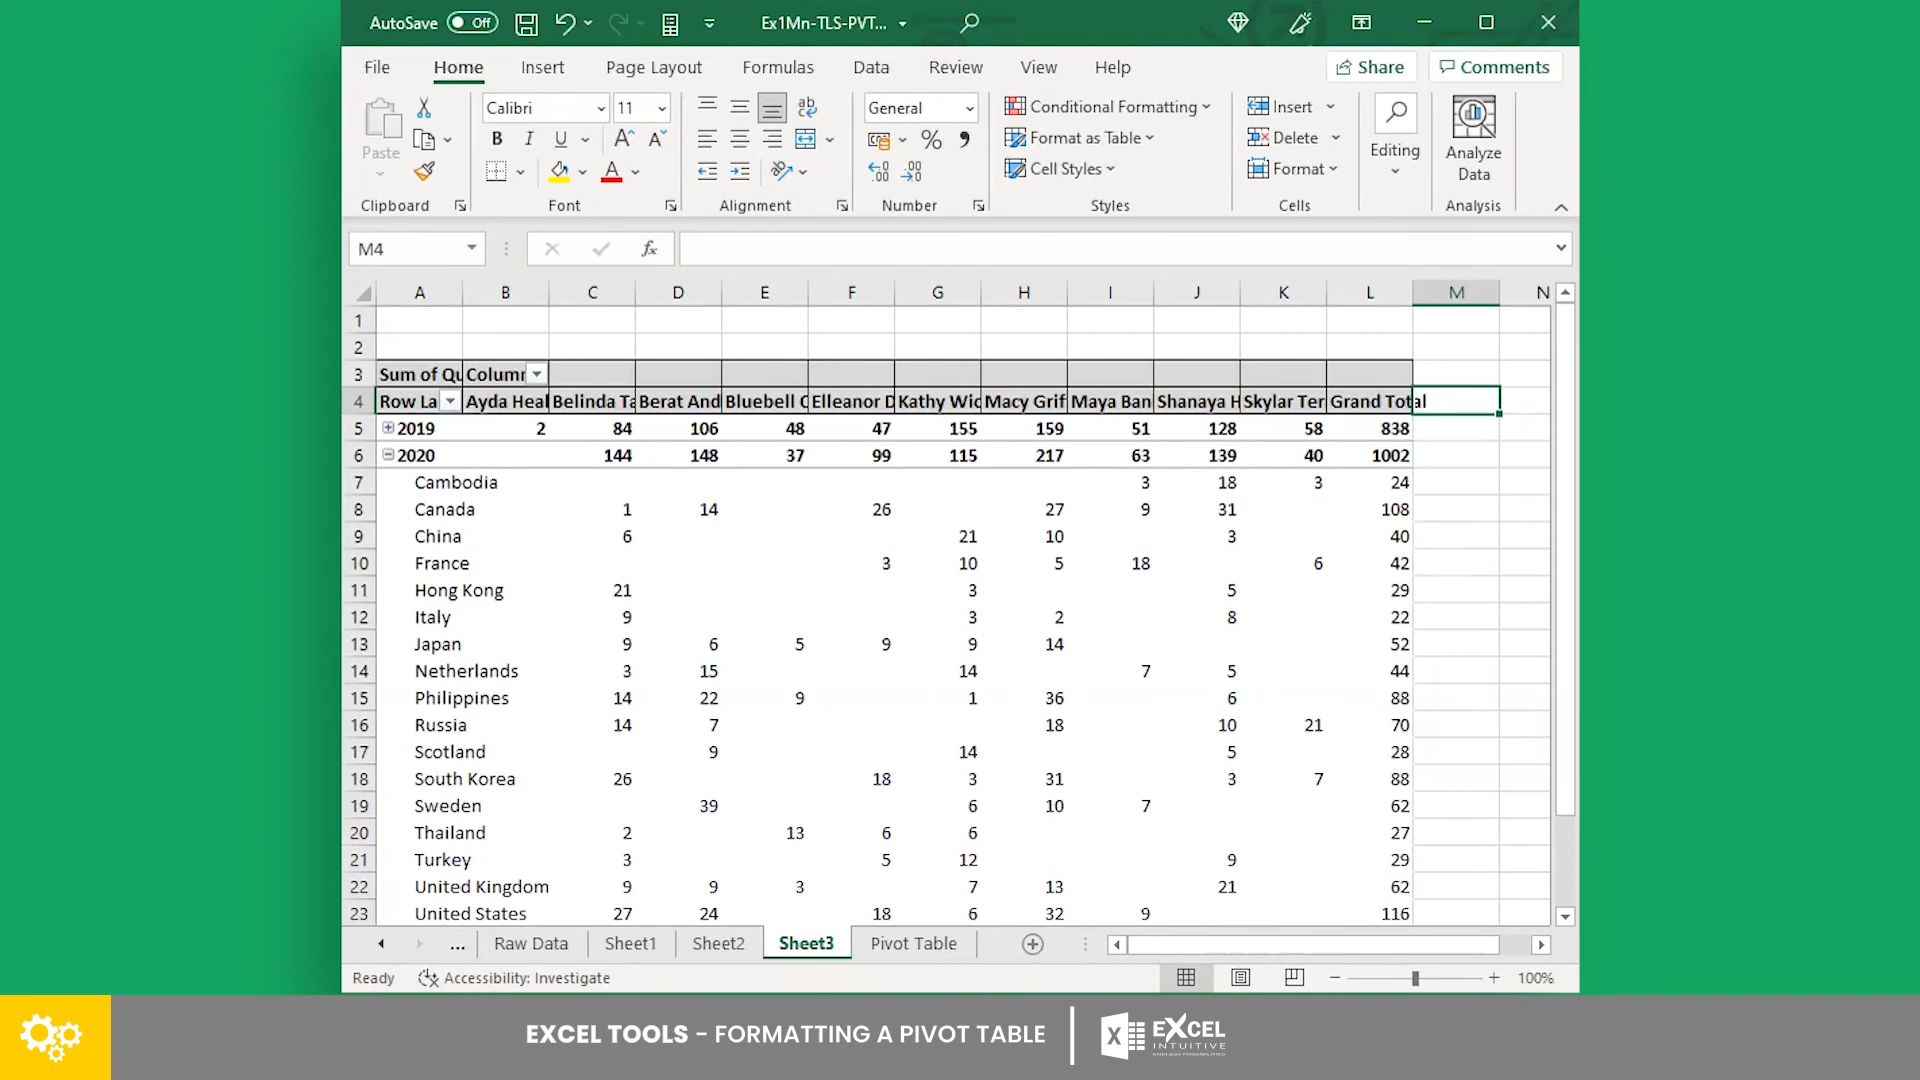 AutoSave Off Ex1Mn-TLS-PVT...
File Home Insert Page Layout Formulas Data Review View Help Share Comments
Calibri 11 General Conditional Formatting Insert
Paste B I U A A % Format as Table Delete Editing Analyze Data
A Cell Styles Format
Clipboard Font Alignment Number Styles Cells Analysis
M4 fx
A B C D E F G H I J K L M N
1
2
3 Sum of Qu Column
4 Row La Ayda Heal Belinda Ta Berat And Bluebell C Elleanor D Kathy Wic Macy Grif Maya Ban Shanaya H Skylar Ter Grand Total
5 2019 2 84 106 48 47 155 159 51 128 58 838
6 2020 144 148 37 99 115 217 63 139 40 1002
7 Cambodia 3 18 3 24
8 Canada 1 14 26 27 9 31 108
9 China 6 21 10 3 40
10 France 3 10 5 18 6 42
11 Hong Kong 21 3 5 29
12 Italy 9 3 2 8 22
13 Japan 9 6 5 9 9 14 52
14 Netherlands 3 15 14 7 5 44
15 Philippines 14 22 9 1 36 6 88
16 Russia 14 7 18 10 21 70
17 Scotland 9 14 5 28
18 South Korea 26 18 3 31 3 7 88
19 Sweden 39 6 10 7 62
20 Thailand 2 13 6 6 27
21 Turkey 3 5 12 9 29
22 United Kingdom 9 9 3 7 13 21 62
23 United States 27 24 18 6 32 9 116
... Raw Data Sheet1 Sheet2 Sheet3 Pivot Table
Ready Accessibility: Investigate 100%
EXCEL TOOLS - FORMATTING A PIVOT TABLE
X EXCEL
INTUITIVE
ENDLESS POSSIBILITIES